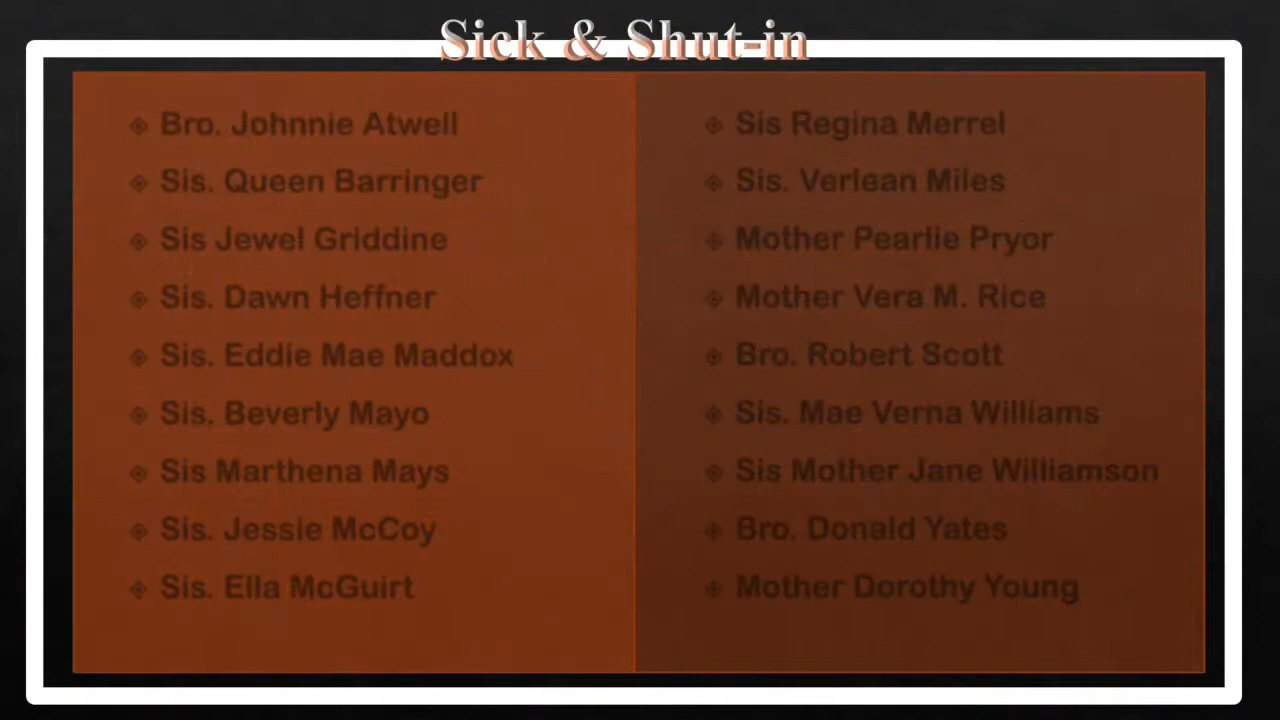 Sick & Shut-in
Bro. Johnnie Atwell
Sis. Queen Barringer
Sis Jewel Griddine
Sis. Dawn Heffner
Sis. Eddie Mae Maddox
Sis. Beverly Mayo
Sis Marthena Mays
Sis. Jessie McCoy
Sis. Ella McGuirt
Sis Regina Merrel
Sis. Verlean Miles
Mother Pearlie Pryor
Mother Vera M. Rice
Bro. Robert Scott
Sis. Mae Verna Williams
Sis Mother Jane Williamson
Bro. Donald Yates
Mother Dorothy Young